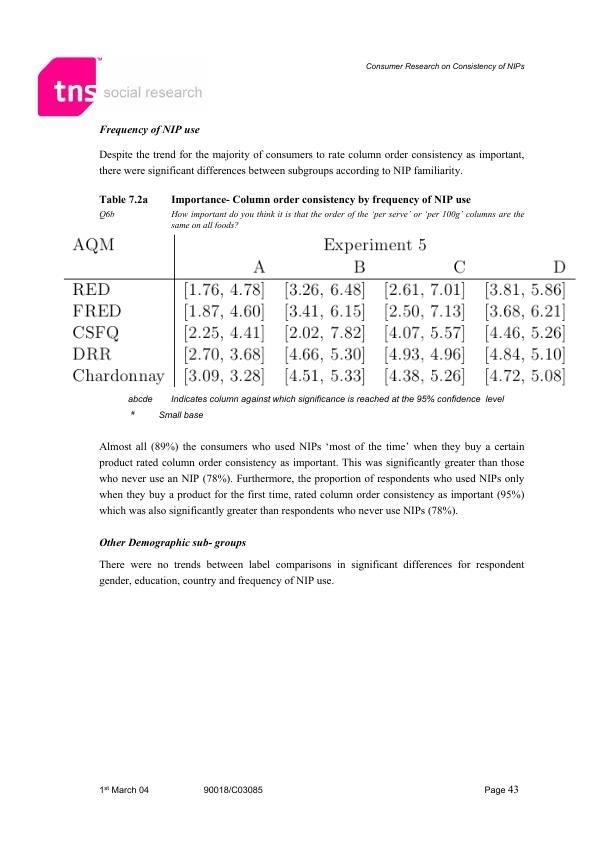 Consumer Research on Consistency of NIPs
tns social research
™
Frequency of NIP use
Despite the trend for the majority of consumers to rate column order consistency as important,
there were significant differences between subgroups according to NIP familiarity.
Table 7.2a Importance- Column order consistency by frequency of NIP use
Q6b How important do you think it is that the order of the 'per serve' or 'per 100g' columns are the
same on all foods?
AQM Experiment 5
A B C D
RED [1.76, 4.78] [3.26, 6.48] [2.61, 7.01] [3.81, 5.86]
FRED [1.87, 4.60] [3.41, 6.15] [2.50, 7.13] [3.68, 6.21]
CSFQ [2.25, 4.41] [2.02, 7.82] [4.07, 5.57] [4.46, 5.26]
DRR [2.70, 3.68] [4.66, 5.30] [4.93, 4.96] [4.84, 5.10]
Chardonnay [3.09, 3.28] [4.51, 5.33] [4.38, 5.26] [4.72, 5.08]
abcde Indicates column against which significance is reached at the 95% confidence level
* Small base
Almost all (89%) the consumers who used NIPs 'most of the time' when they buy a certain
product rated column order consistency as important. This was significantly greater than those
who never use an NIP (78%). Furthermore, the proportion of respondents who used NIPs only
when they buy a product for the first time, rated column order consistency as important (95%)
which was also significantly greater than respondents who never use NIPs (78%).
Other Demographic sub- groups
There were no trends between label comparisons in significant differences for respondent
gender, education, country and frequency of NIP use.
1st March 04 90018/C03085 Page 43